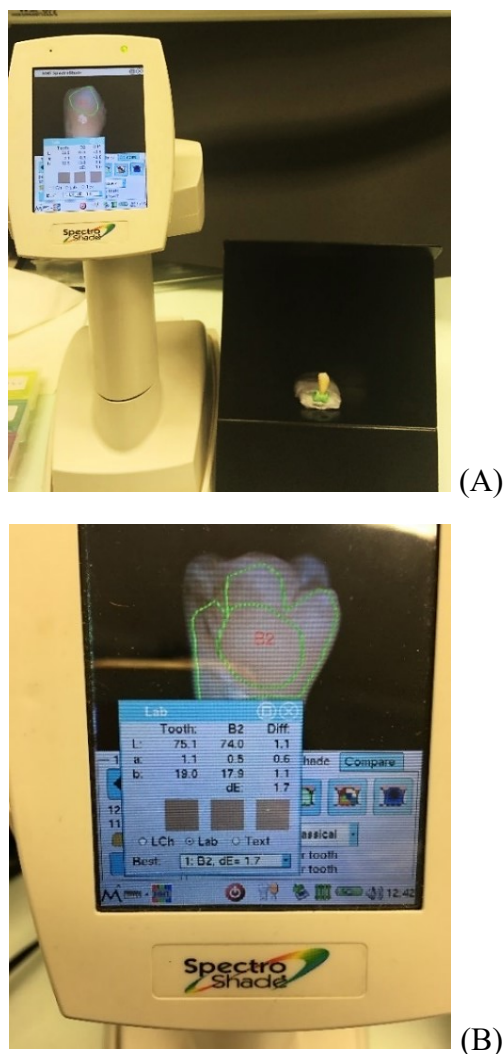 Spectro
Shade
(A)
B2
Lab
Tooth: B2 Diff:
L: 75.1 74.0 1.1
a: 1.1 0.5 0.6
b: 19.0 17.9 1.1
dE: 1.7
hade Compare
LCh Lab Text
assical
Best: 1: B2, dE= 1.7
r tooth
r tooth
12:42
Spectro
Shade
(B)